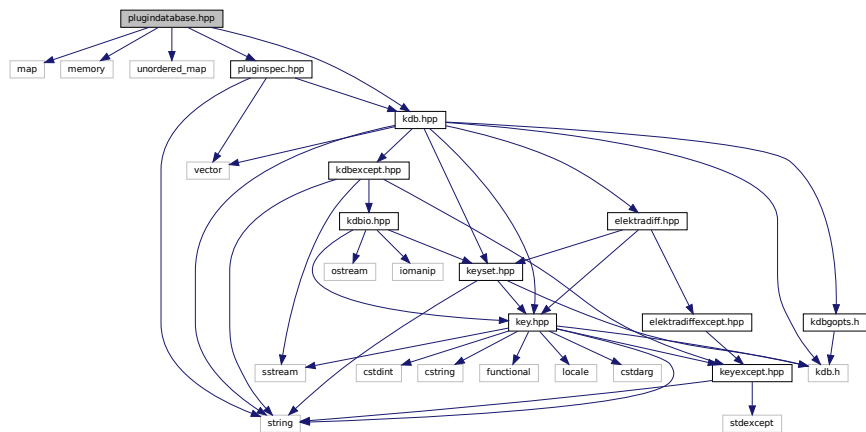 plugindatabase.hpp
map
memory
unordered_map
pluginspec.hpp
kdb.hpp
vector
kdbexcept.hpp
kdbio.hpp
elektradiff.hpp
ostream
iomanip
keyset.hpp
key.hpp
elektradiffexcept.hpp
kdbgopts.h
sstream
cstdint
cstring
functional
locale
cstdarg
keyexcept.hpp
kdb.h
string
stdexcept